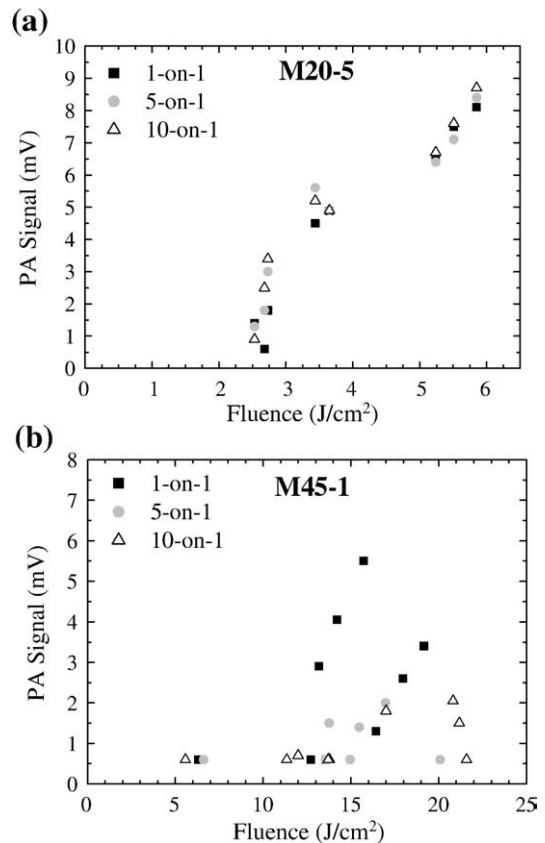 (a)
M20-5
1-on-1
5-on-1
10-on-1
PA Signal (mV)
10
9
8
7
6
5
4
3
2
1
0
0 1 2 3 4 5 6
Fluence (J/cm²)
(b)
M45-1
1-on-1
5-on-1
10-on-1
PA Signal (mV)
8
7
6
5
4
3
2
1
0
0 5 10 15 20 25
Fluence (J/cm²)